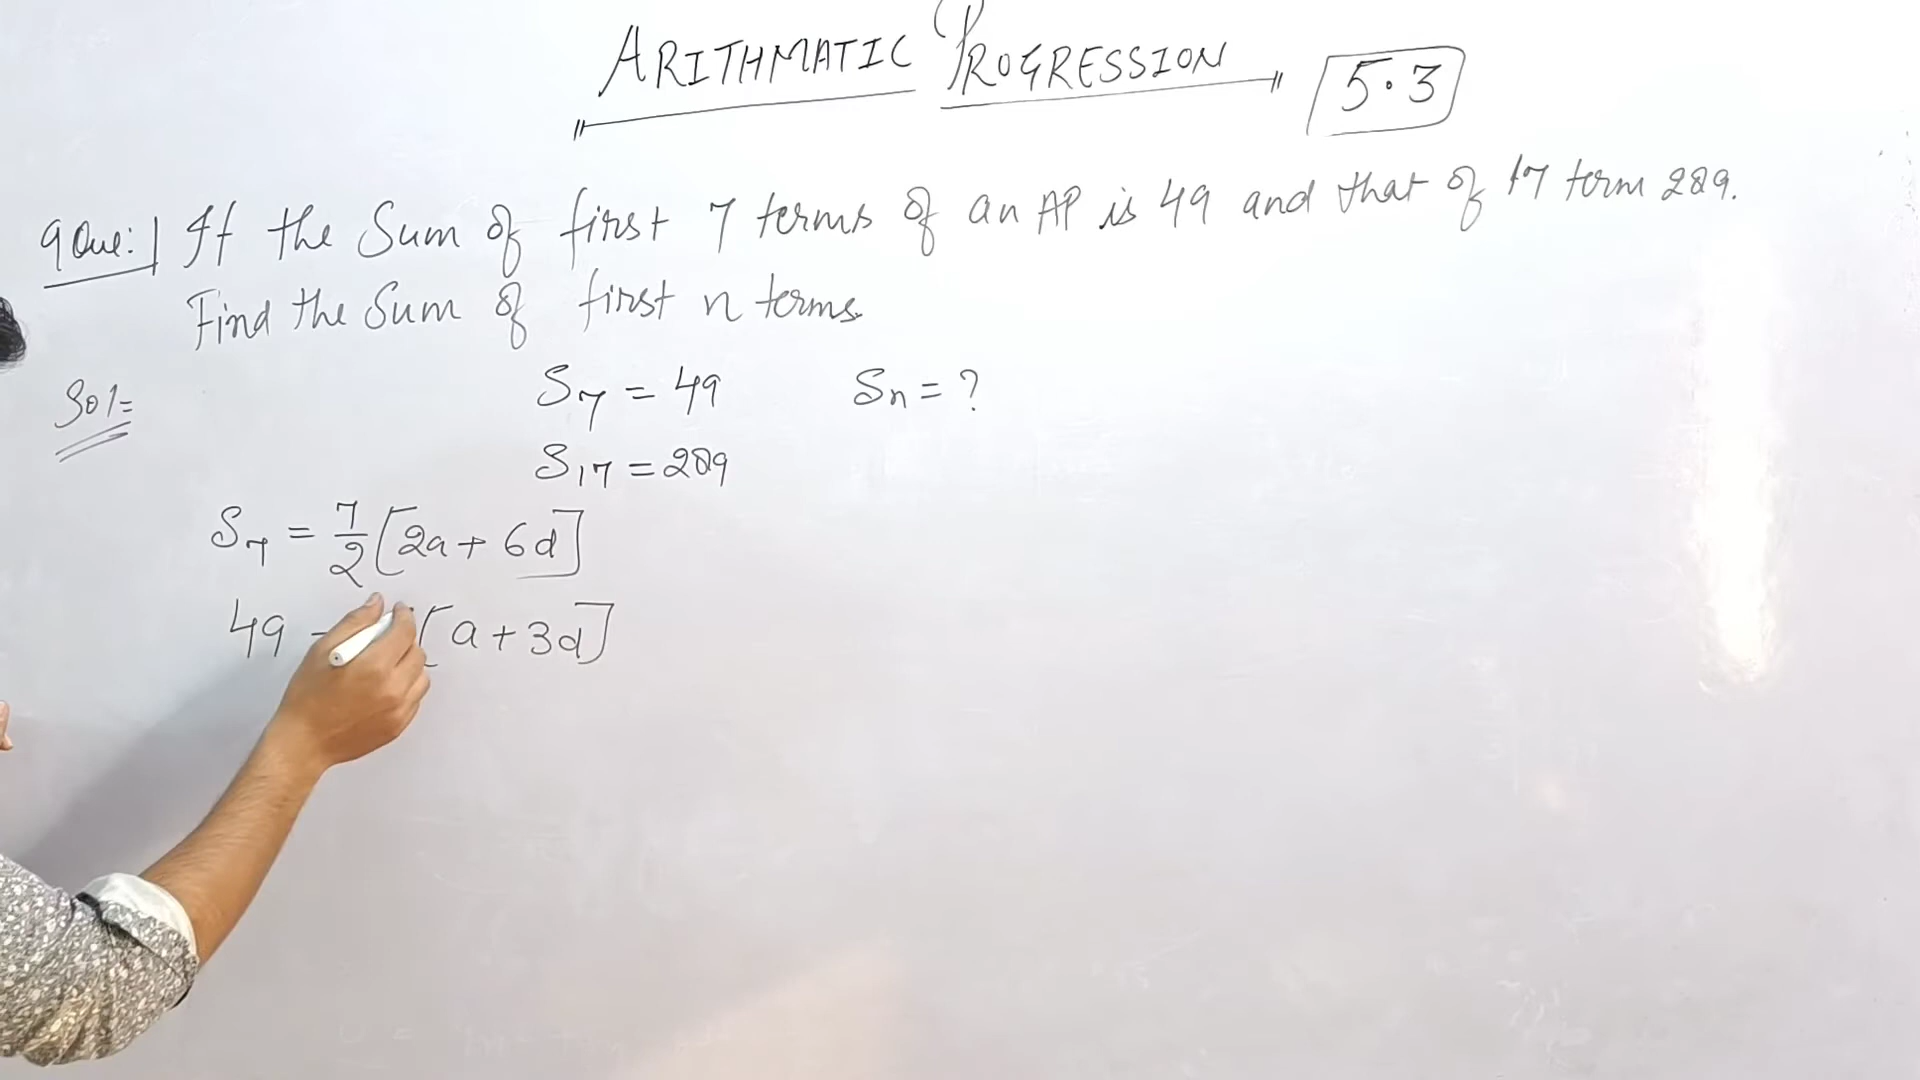 ARITHMATIC PROGRESSION 5.3
9 Que: If the Sum of first 7 terms of an AP is 49 and that of 17 term 289.
Find the Sum of first n terms.
Sol=
S7 = 49 Sn = ?
S17 = 289
S7 = 7/2 [2a + 6d]
49 [a + 3d]